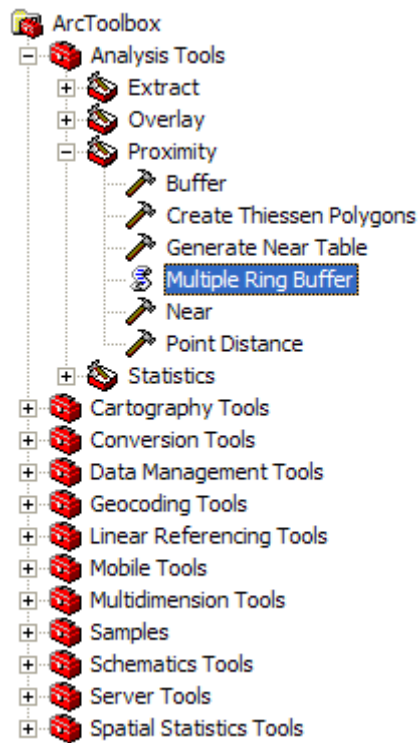 ArcToolbox
Analysis Tools
Extract
Overlay
Proximity
Buffer
Create Thiessen Polygons
Generate Near Table
Multiple Ring Buffer
Near
Point Distance
Statistics
Cartography Tools
Conversion Tools
Data Management Tools
Geocoding Tools
Linear Referencing Tools
Mobile Tools
Multidimension Tools
Samples
Schematics Tools
Server Tools
Spatial Statistics Tools